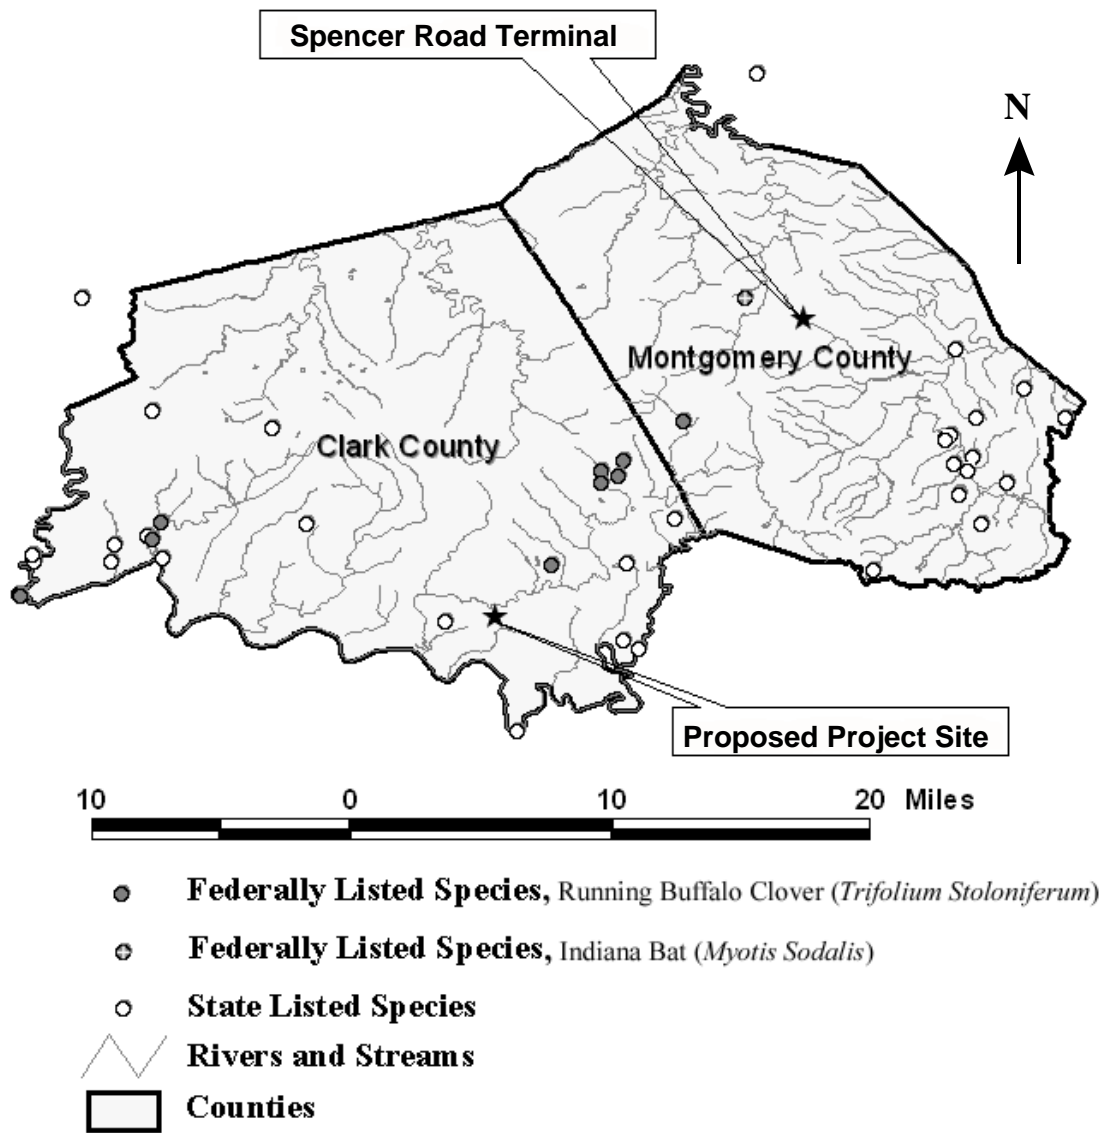 Spencer Road Terminal
N
Montgomery County
Clark County
Proposed Project Site
10 0 10 20 Miles
Federally Listed Species, Running Buffalo Clover (Trifolium Stoloniferum)
Federally Listed Species, Indiana Bat (Myotis Sodalis)
State Listed Species
Rivers and Streams
Counties